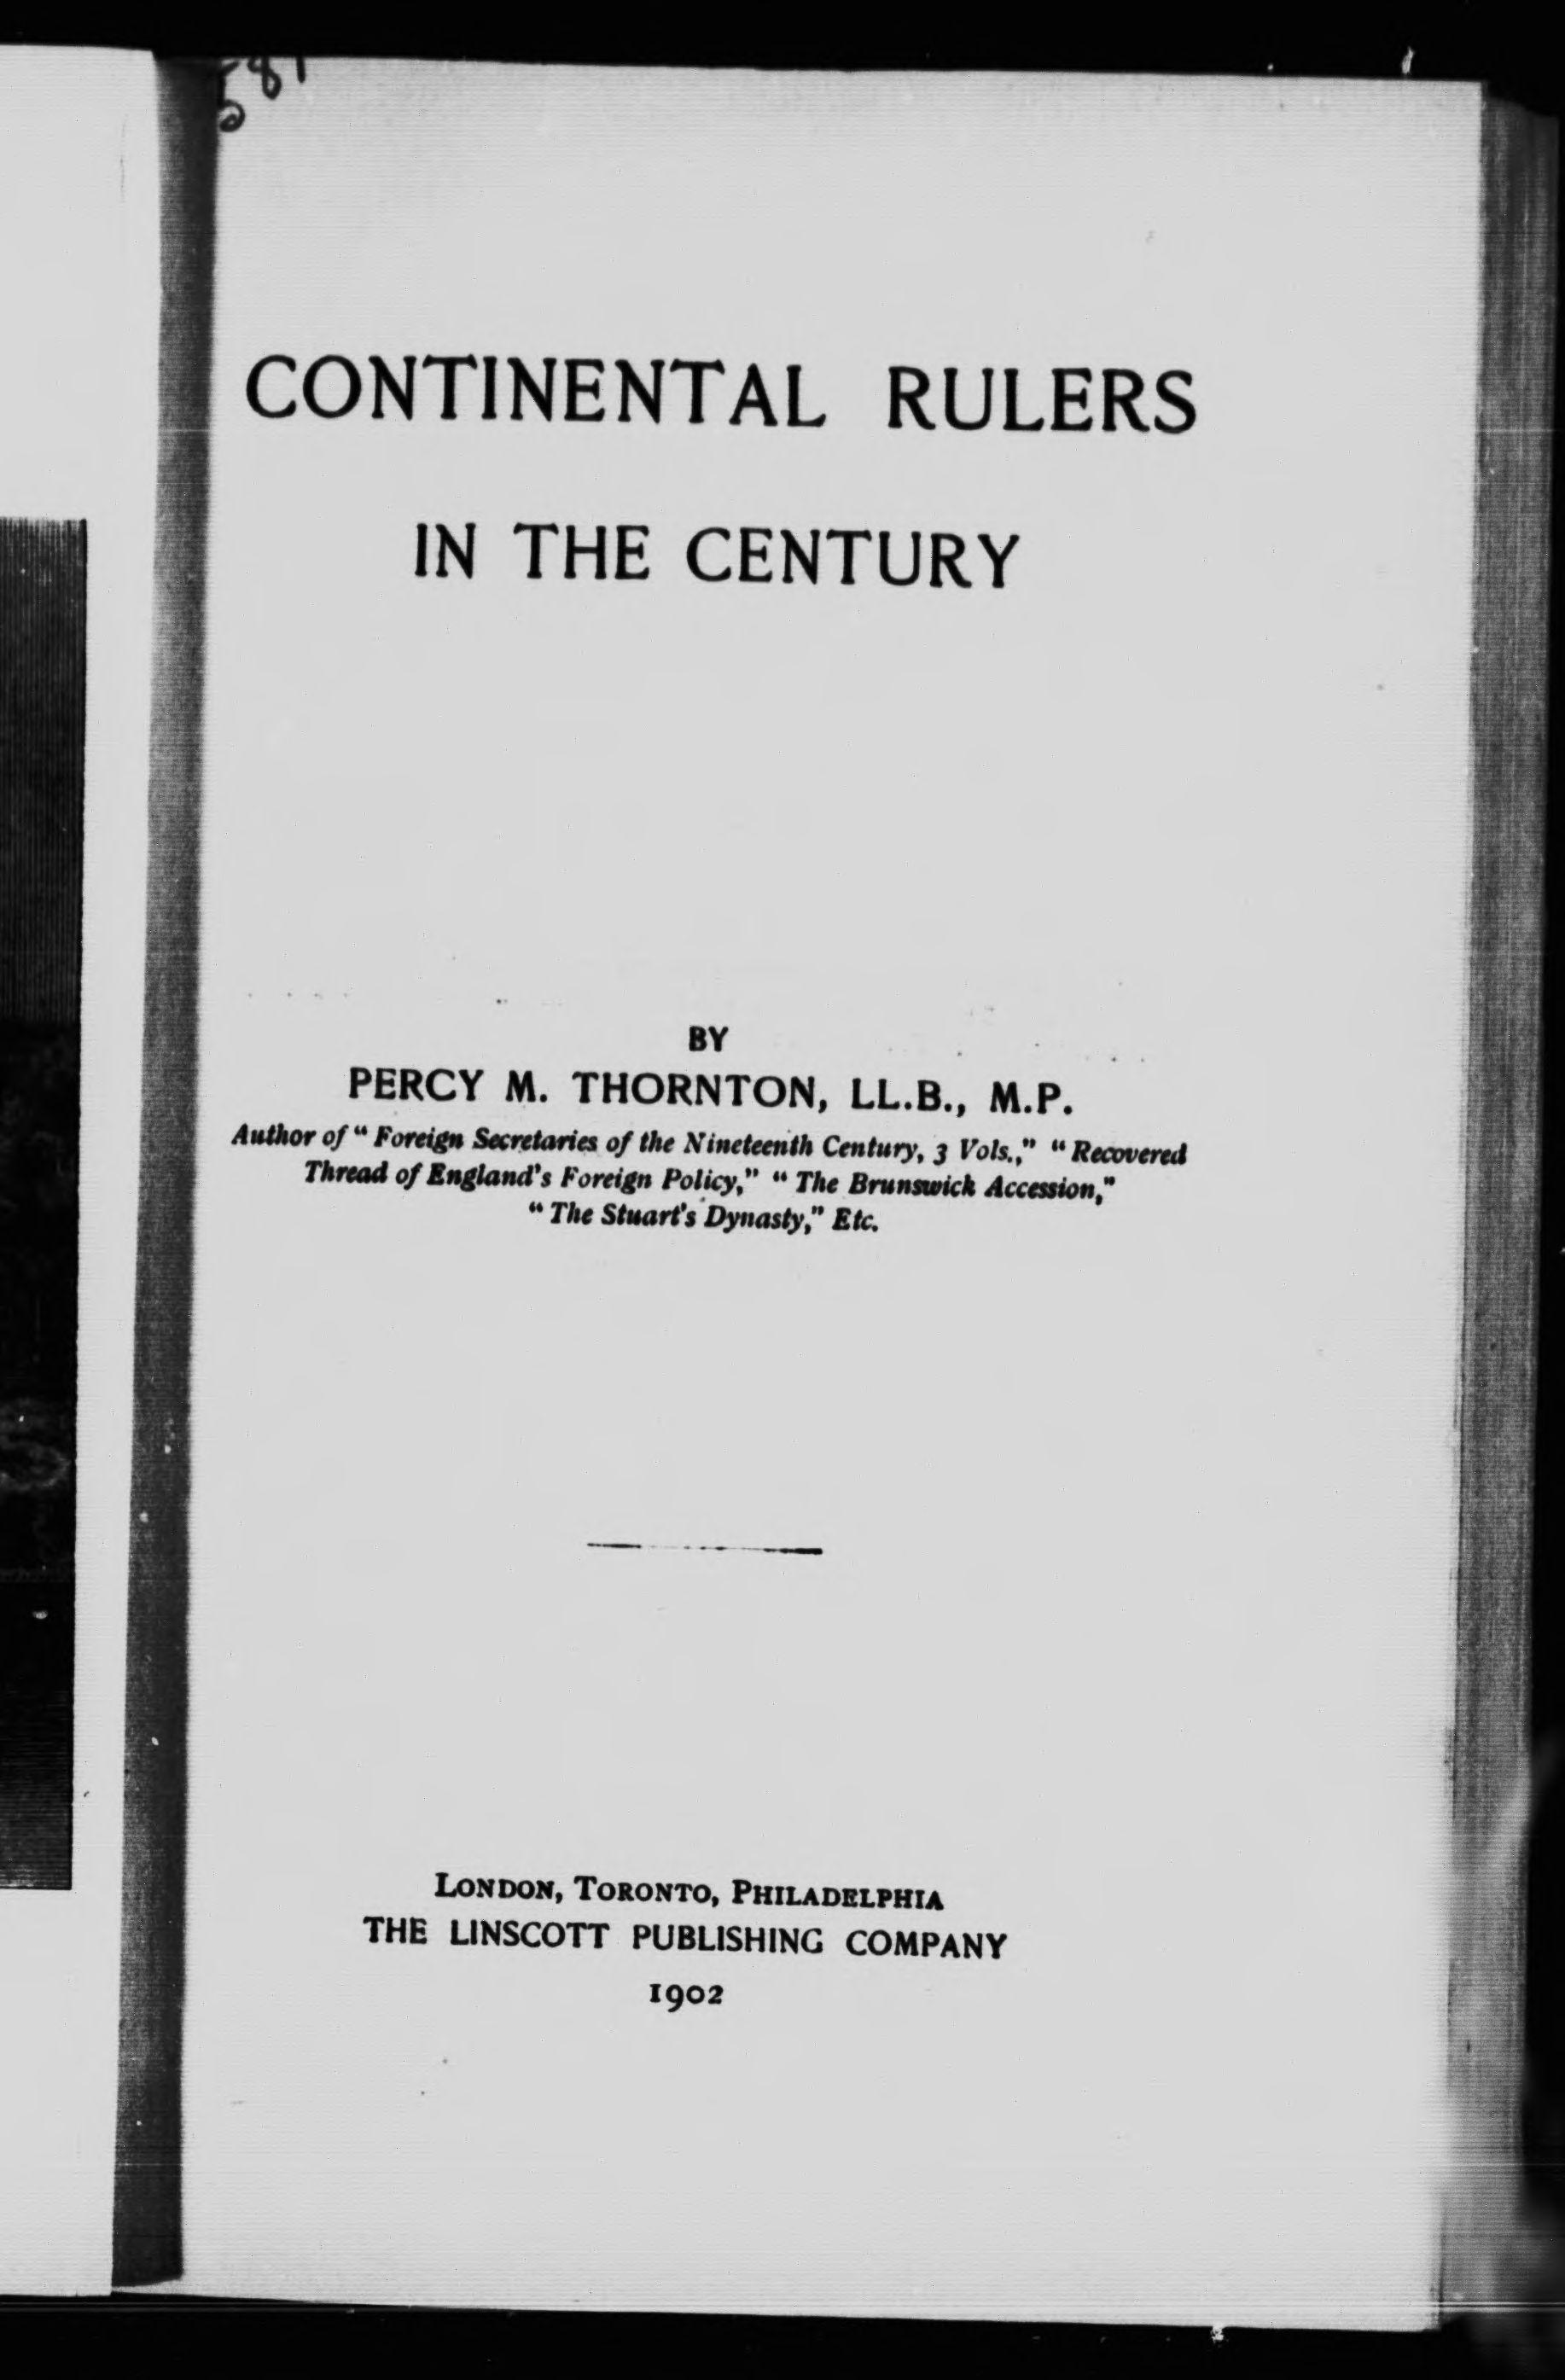 581
CONTINENTAL RULERS
IN THE CENTURY
BY
PERCY M. THORNTON, LL.B., M.P.
Author of “Foreign Secretaries of the Nineteenth Century, 3 Vols.,” “Recovered
Thread of England's Foreign Policy,” “The Brunswick Accession,”
“The Stuart's Dynasty,” Etc.
LONDON, TORONTO, PHILADELPHIA
THE LINSCOTT PUBLISHING COMPANY
1902